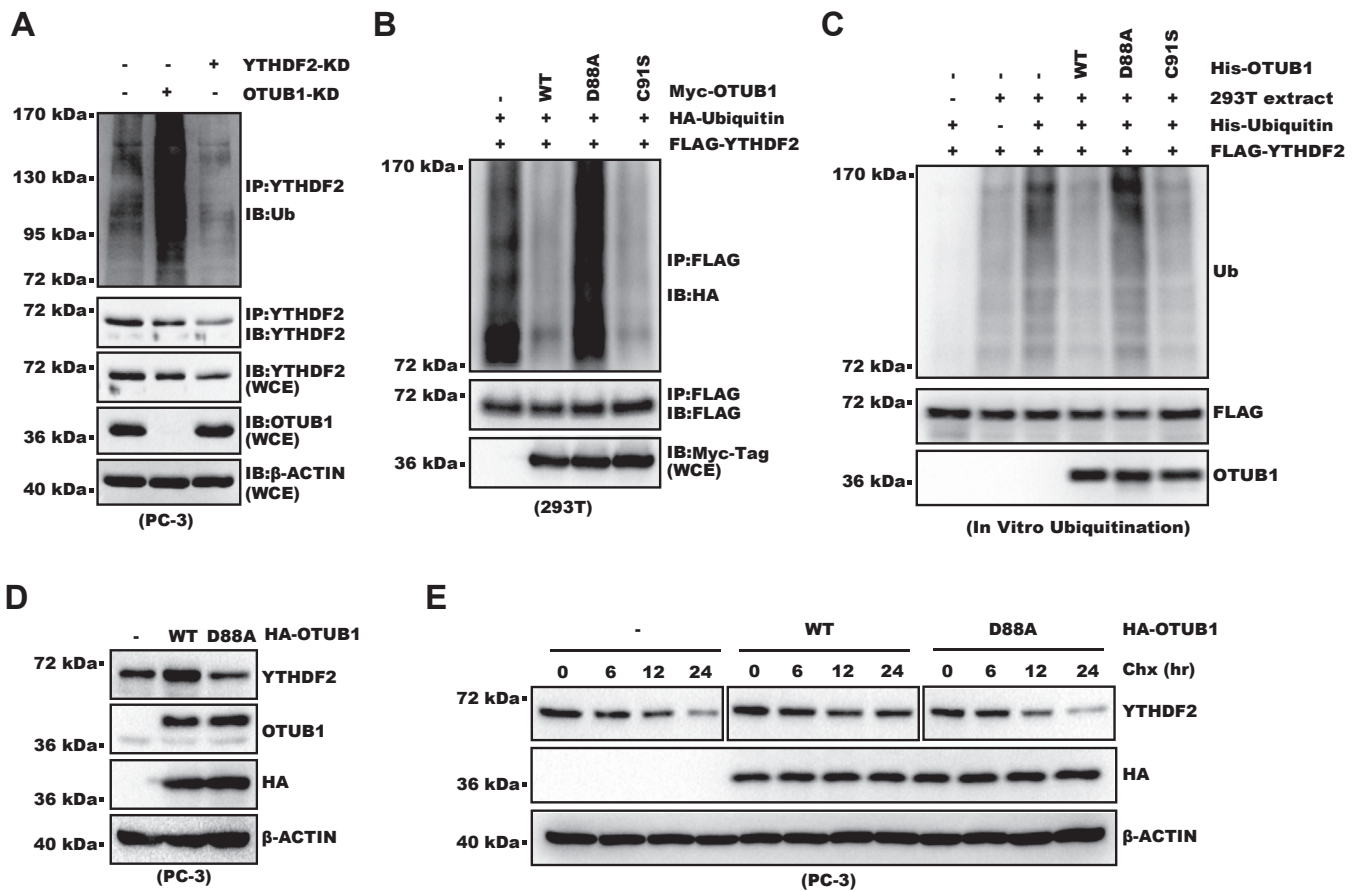 A
- - + YTHDF2-KD
- + - OTUB1-KD
170 kDa
130 kDa
95 kDa
72 kDa
IP:YTHDF2
IB:Ub
72 kDa
IP:YTHDF2
IB:YTHDF2
72 kDa
IB:YTHDF2
(WCE)
36 kDa
IB:OTUB1
(WCE)
40 kDa
IB:β-ACTIN
(WCE)
(PC-3)
B
- WT D88A C91S Myc-OTUB1
+ + + + HA-Ubiquitin
+ + + + FLAG-YTHDF2
170 kDa
72 kDa
IP:FLAG
IB:HA
72 kDa
IP:FLAG
IB:FLAG
36 kDa
IB:Myc-Tag
(WCE)
(293T)
C
- - - WT D88A C91S His-OTUB1
- + + + + + 293T extract
+ - + + + + His-Ubiquitin
+ + + + + + FLAG-YTHDF2
170 kDa
72 kDa
Ub
72 kDa
FLAG
36 kDa
OTUB1
(In Vitro Ubiquitination)
D
- WT D88A HA-OTUB1
72 kDa
YTHDF2
36 kDa
OTUB1
36 kDa
HA
40 kDa
β-ACTIN
(PC-3)
E
- WT D88A HA-OTUB1
0 6 12 24 0 6 12 24 0 6 12 24 Chx (hr)
72 kDa
YTHDF2
36 kDa
HA
40 kDa
β-ACTIN
(PC-3)